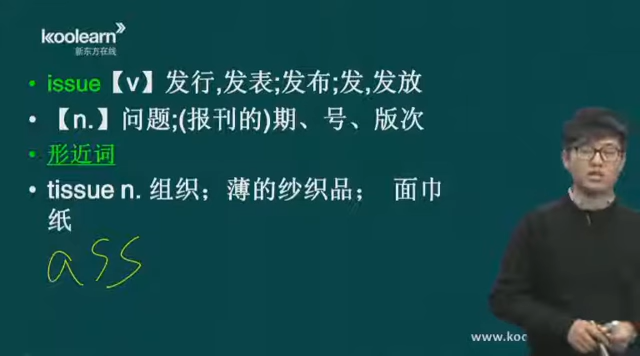 koolearn
新东方在线
issue【v】发行,发表;发布;发,发放
【n.】问题;(报刊的)期、号、版次
形近词
tissue n. 组织；薄的纱织品； 面巾
纸
ass
www.koo